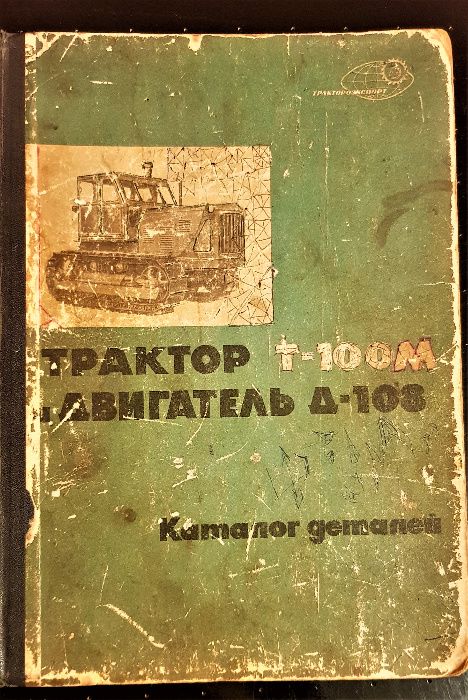 ТРАКТОРОЭКСПОРТ
ТРАКТОР Т-100М
и ДВИГАТЕЛЬ Д-108
Каталог деталей